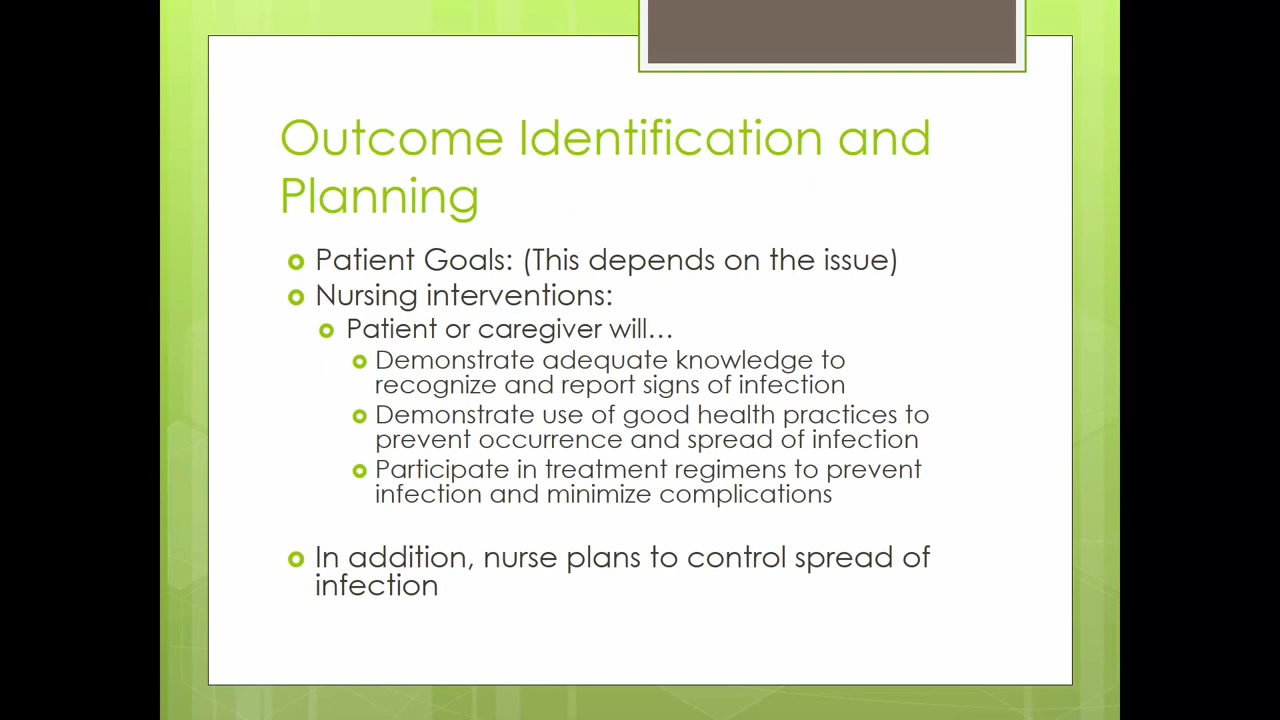 Outcome Identification and
Planning
Patient Goals: (This depends on the issue)
Nursing interventions:
Patient or caregiver will…
Demonstrate adequate knowledge to
recognize and report signs of infection
Demonstrate use of good health practices to
prevent occurrence and spread of infection
Participate in treatment regimens to prevent
infection and minimize complications
In addition, nurse plans to control spread of
infection